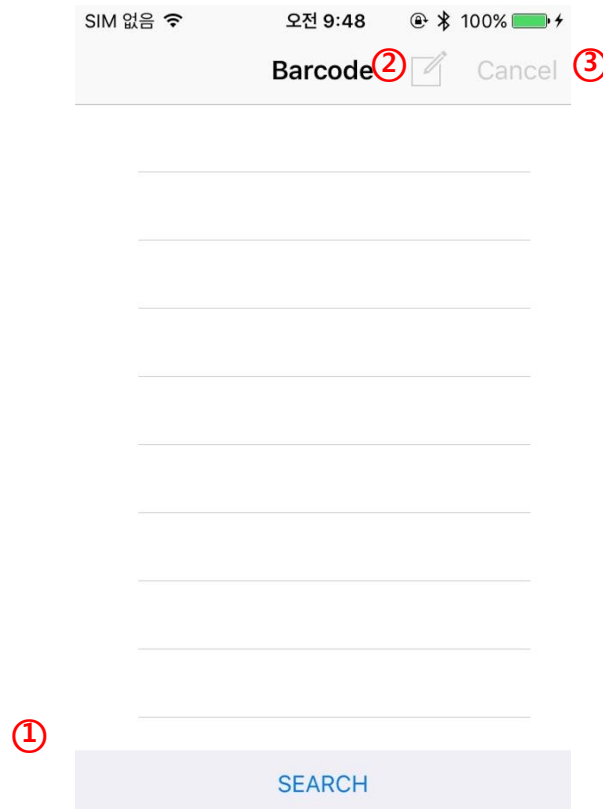 SIM 없음 오전 9:48 100%
Barcode ② Cancel ③
①
SEARCH